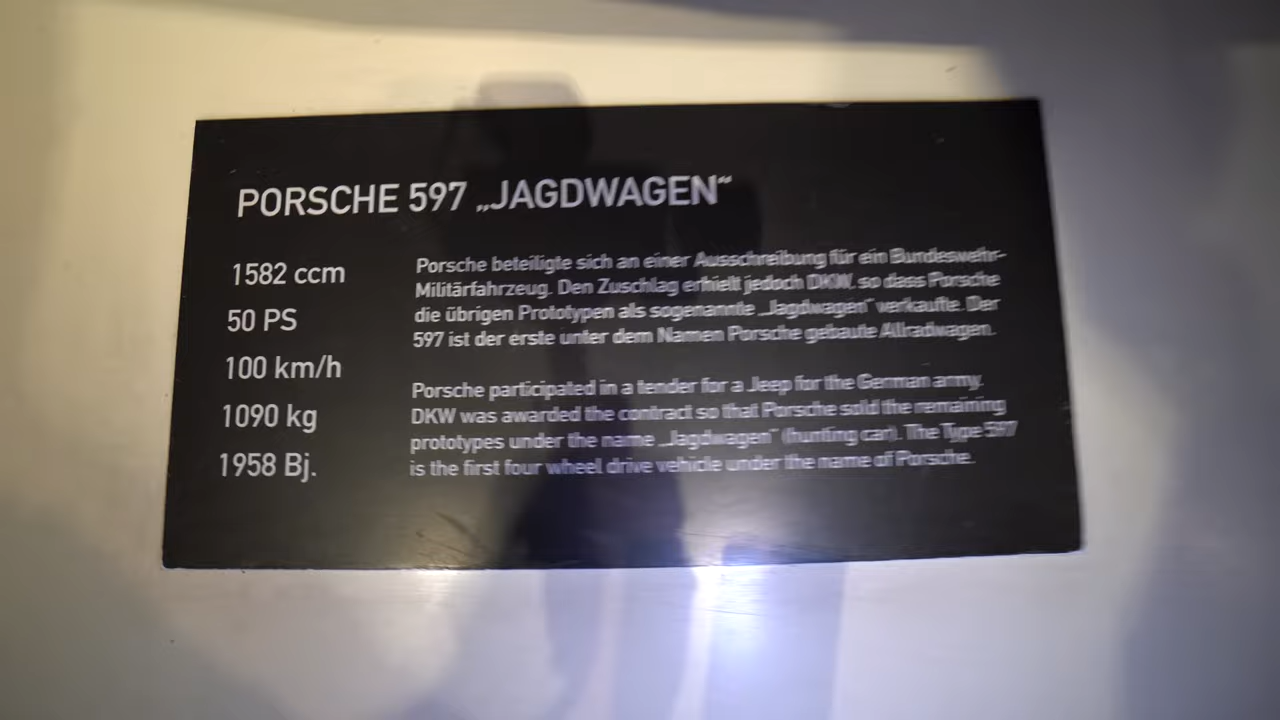 PORSCHE 597 „JAGDWAGEN“
1582 ccm
50 PS
100 km/h
1090 kg
1958 Bj.
Porsche beteiligte sich an einer Ausschreibung für ein Bundeswehr-
Militärfahrzeug. Den Zuschlag erhielt jedoch DKW, so dass Porsche
die übrigen Prototypen als sogenannte „Jagdwagen“ verkaufte. Der
597 ist der erste unter dem Namen Porsche gebaute Allradwagen.
Porsche participated in a tender for a Jeep for the German army.
DKW was awarded the contract so that Porsche sold the remaining
prototypes under the name „Jagdwagen“ (hunting car). The Type 597
is the first four wheel drive vehicle under the name of Porsche.